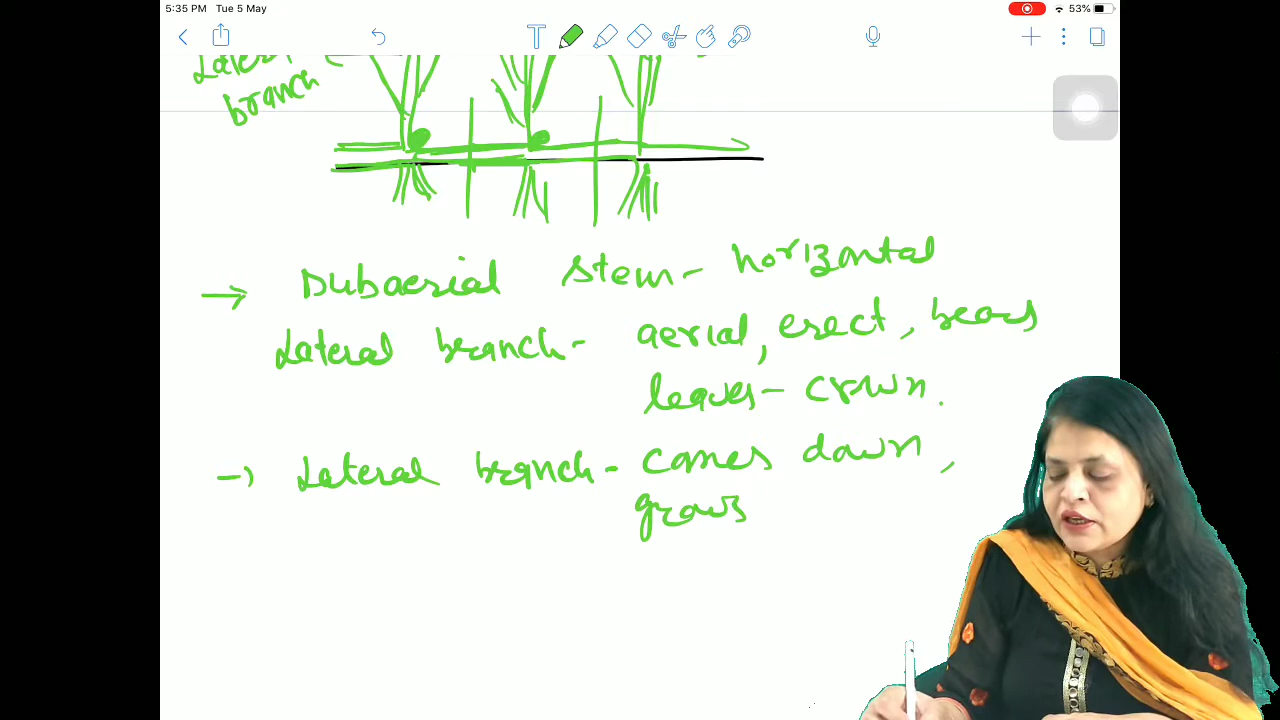 5:35 PM Tue 5 May
53%
Lateral
branch
→ Subaerial stem - horizontal
Lateral branch - aerial, erect, bears
leaves - crown.
→ Lateral branch - comes down,
grows